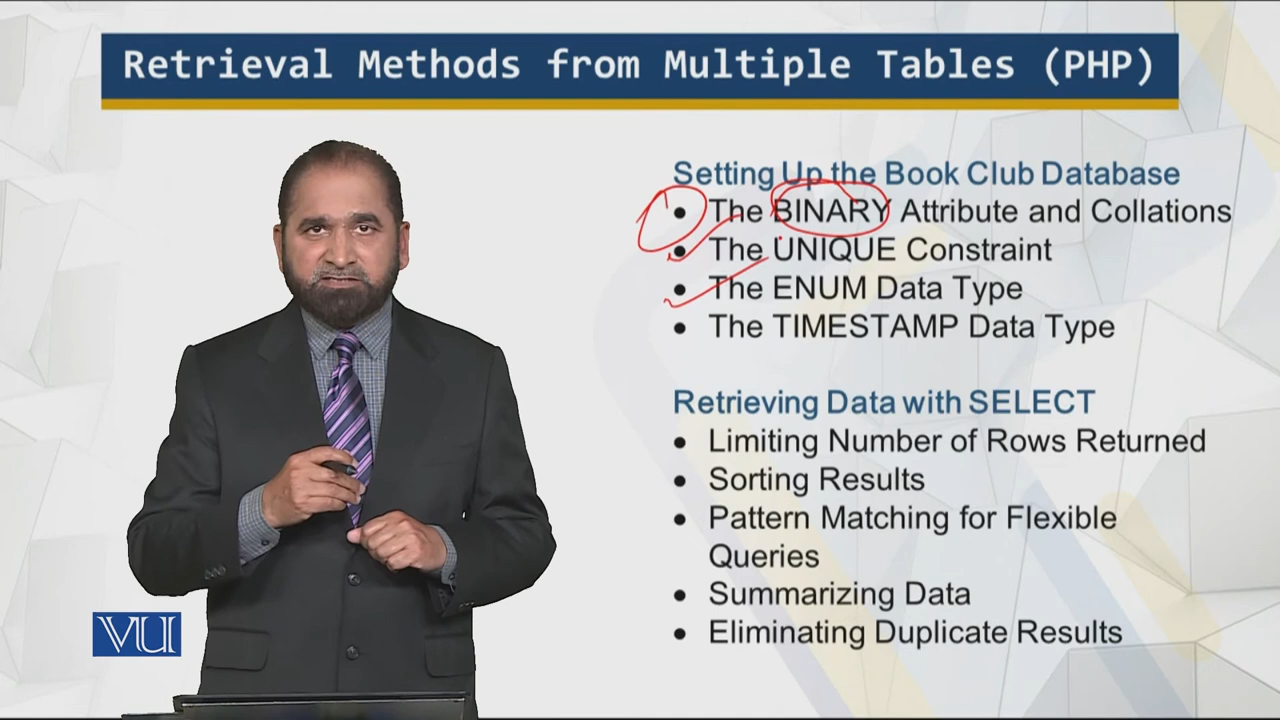 Retrieval Methods from Multiple Tables (PHP)
Setting Up the Book Club Database
• The BINARY Attribute and Collations
• The UNIQUE Constraint
• The ENUM Data Type
• The TIMESTAMP Data Type
Retrieving Data with SELECT
• Limiting Number of Rows Returned
• Sorting Results
• Pattern Matching for Flexible
Queries
• Summarizing Data
• Eliminating Duplicate Results
VU